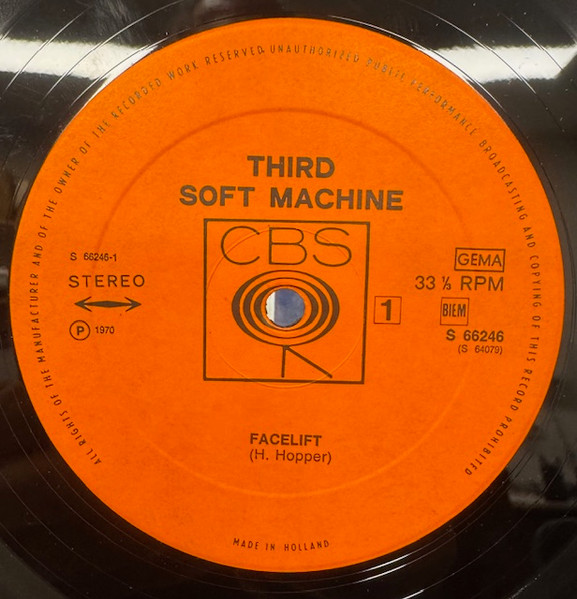 ALL RIGHTS OF THE MANUFACTURER AND OF THE OWNER OF THE RECORDED WORK RESERVED. UNAUTHORIZED PUBLIC PERFORMANCE, BROADCASTING AND COPYING OF THIS RECORD PROHIBITED
THIRD
SOFT MACHINE
CBS
S 66246-1
STEREO
Ⓟ 1970
1
GEMA
33 ⅓ RPM
BIEM
S 66246
(S 64079)
FACELIFT
(H. Hopper)
MADE IN HOLLAND